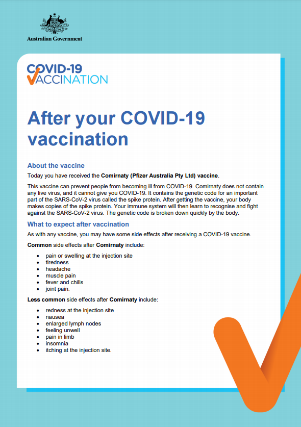 Australian Government
COVID-19
VACCINATION
After your COVID-19
vaccination
About the vaccine
Today you have received the Comirnaty (Pfizer Australia Pty Ltd) vaccine.
This vaccine can prevent people from becoming ill from COVID-19. Comirnaty does not contain
any live virus, and it cannot give you COVID-19. It contains the genetic code for an important
part of the SARS-CoV-2 virus called the spike protein. After getting the vaccine, your body
makes copies of the spike protein. Your immune system will then learn to recognise and fight
against the SARS-CoV-2 virus. The genetic code is broken down quickly by the body.
What to expect after vaccination
As with any vaccine, you may have some side effects after receiving a COVID-19 vaccine.
Common side effects after Comirnaty include:
• pain or swelling at the injection site
• tiredness
• headache
• muscle pain
• fever and chills
• joint pain.
Less common side effects after Comirnaty include:
• redness at the injection site
• nausea
• enlarged lymph nodes
• feeling unwell
• pain in limb
• insomnia
• itching at the injection site.